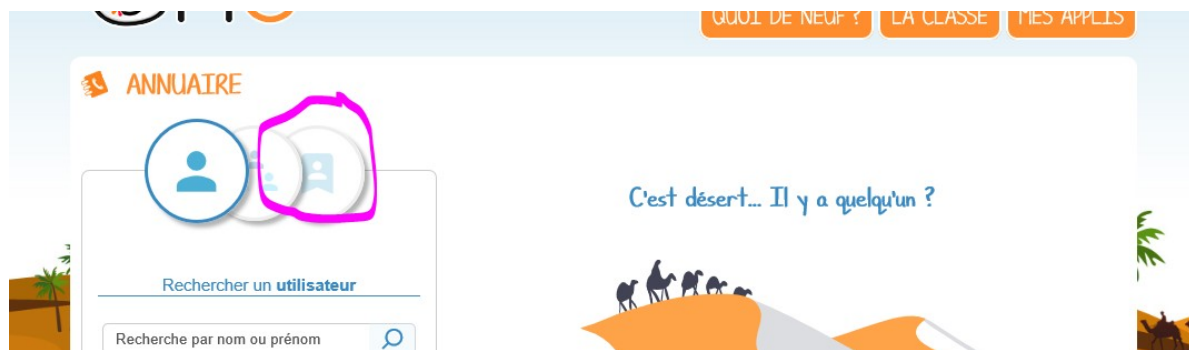 QUOI DE NEUF ?
LA CLASSE
MES APPLIS
ANNUAIRE
C'est désert... Il y a quelqu'un ?
Rechercher un utilisateur
Recherche par nom ou prénom